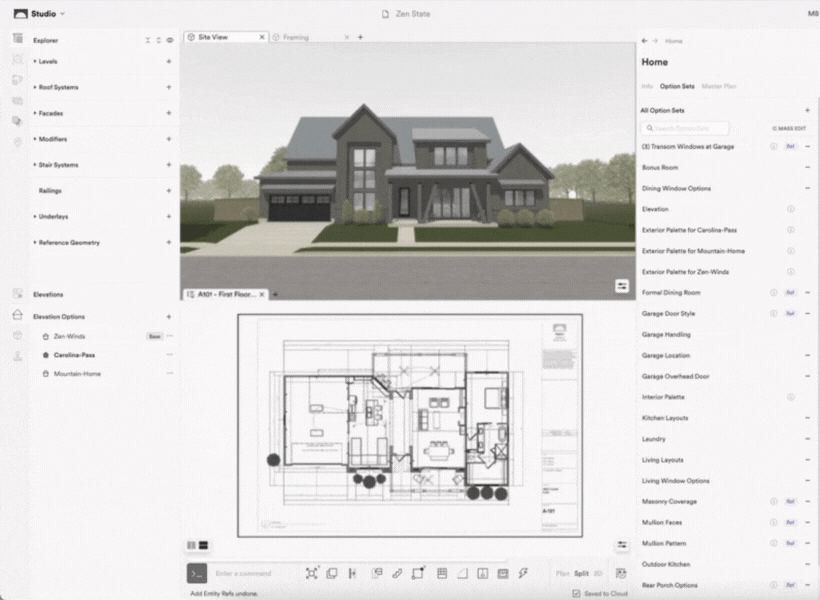 Studio
Zen State
MB
Explorer
Site View
Framing
Home
Levels
Home
Roof Systems
Info Option Sets Master Plan
Facades
All Option Sets
Search Option Sets
MASS EDIT
Modifiers
(3) Transom Windows at Garage Ref
Stair Systems
Bonus Room
Railings
Dining Window Options
Underlays
Elevation
Reference Geometry
Exterior Palette for Carolina-Pass
Exterior Palette for Mountain-Home
Exterior Palette for Zen-Winds
Elevations
A101 - First Floor...
Formal Dining Room Ref
Elevation Options
Garage Door Style Ref
Zen-Winds Base
Garage Handling
Carolina-Pass
Garage Location
Mountain-Home
Garage Overhead Door
Interior Palette
Kitchen Layouts
Laundry
Living Layouts
Living Window Options
Masonry Coverage Ref
A-101
Mullion Faces Ref
Mullion Pattern Ref
Outdoor Kitchen
Rear Porch Options Ref
>_ Enter a command
Plan Split 3D
Add Entity Refs undone.
Saved to Cloud